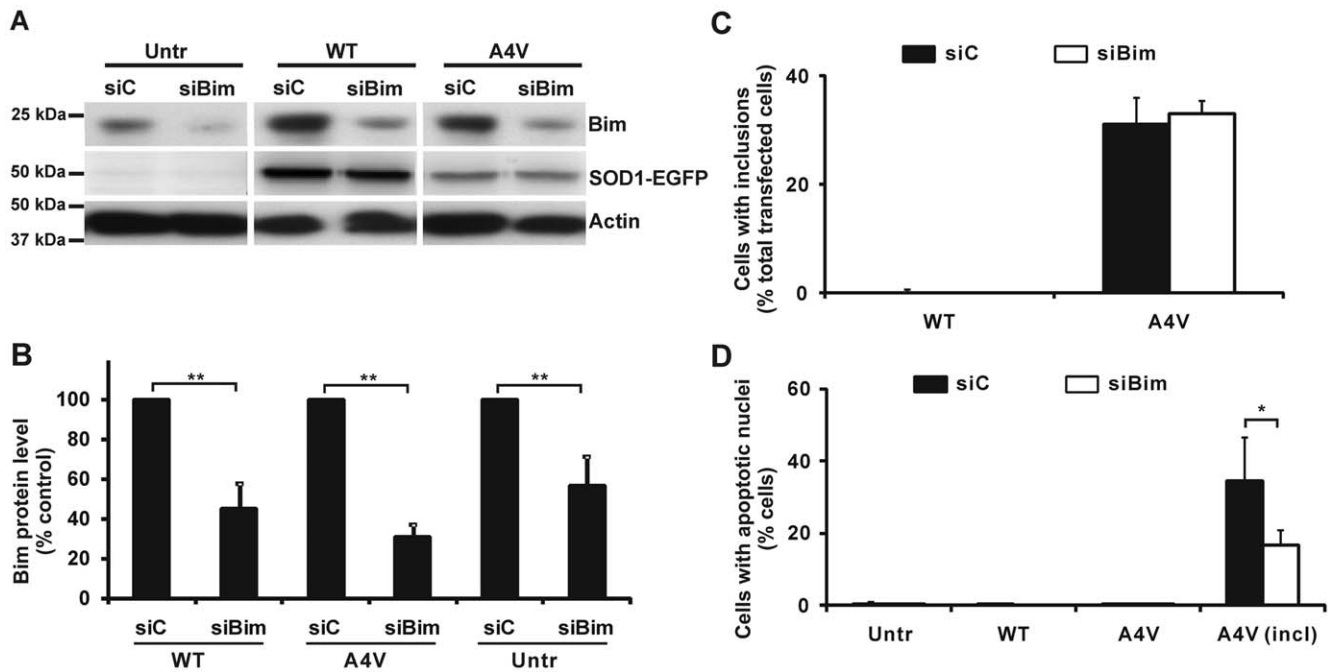 A
Untr WT A4V
siC siBim siC siBim siC siBim
25 kDa Bim
50 kDa SOD1-EGFP
50 kDa Actin
37 kDa
B
Bim protein level
(% control)
100
80
60
40
20
0
** ** **
siC siBim siC siBim siC siBim
WT A4V Untr
C
siC siBim
Cells with inclusions
(% total transfected cells)
40
20
0
WT A4V
D
siC siBim
Cells with apoptotic nuclei
(% cells)
60
40
20
0
*
Untr WT A4V A4V (incl)